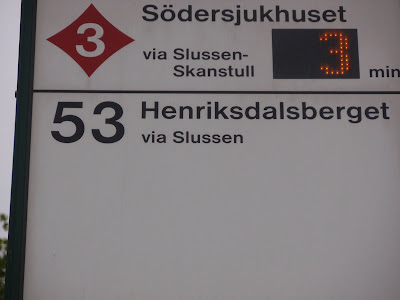 3 Södersjukhuset
via Slussen-
Skanstull 3 min
53 Henriksdalsberget
via Slussen